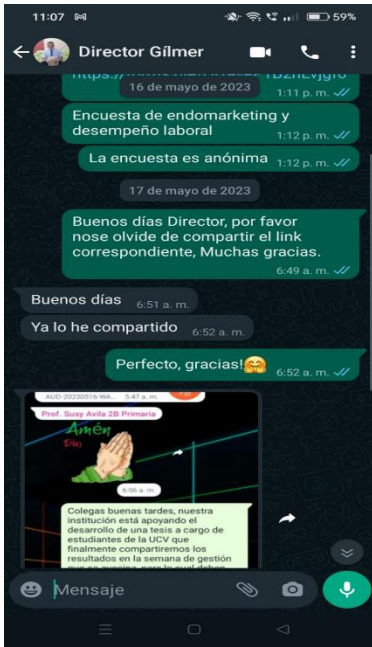 11:07
59%
Director Gílmer
16 de mayo de 2023
1:11 p. m.
Encuesta de endomarketing y
desempeño laboral
1:12 p. m.
La encuesta es anónima 1:12 p. m.
17 de mayo de 2023
Buenos días Director, por favor
nose olvide de compartir el link
correspondiente, Muchas gracias.
6:49 a. m.
Buenos días 6:51 a. m.
Ya lo he compartido 6:52 a. m.
Perfecto, gracias! 6:52 a. m.
AUD-20230516-WA... 5:47 a. m.
Prof. Susy Avila 2B Primaria
Amén
6:06 a. m.
Colegas buenas tardes, nuestra
institución está apoyando el
desarrollo de una tesis a cargo de
estudiantes de la UCV que
finalmente compartiremos los
resultados en la semana de gestión
Mensaje